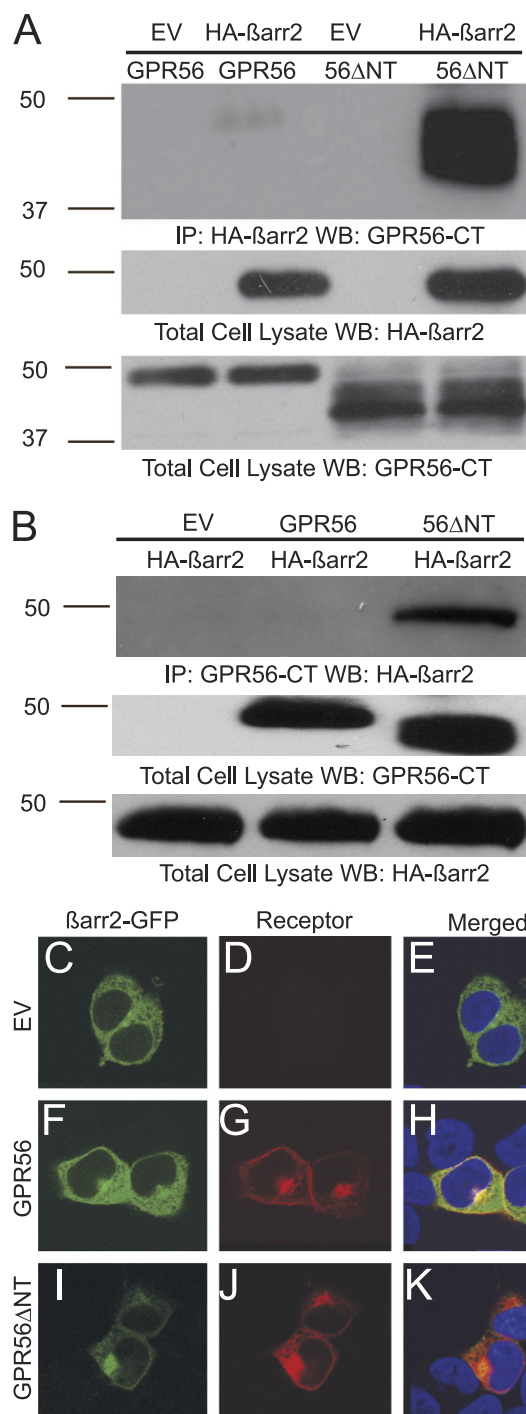 A
EV HA-ßarr2 EV HA-ßarr2
GPR56 GPR56 56ΔNT 56ΔNT
50
37
IP: HA-ßarr2 WB: GPR56-CT
50
Total Cell Lysate WB: HA-ßarr2
50
37
Total Cell Lysate WB: GPR56-CT
B
EV GPR56 56ΔNT
HA-ßarr2 HA-ßarr2 HA-ßarr2
50
IP: GPR56-CT WB: HA-ßarr2
50
Total Cell Lysate WB: GPR56-CT
50
Total Cell Lysate WB: HA-ßarr2
ßarr2-GFP Receptor Merged
EV
C D E
GPR56
F G H
GPR56ΔNT
I J K